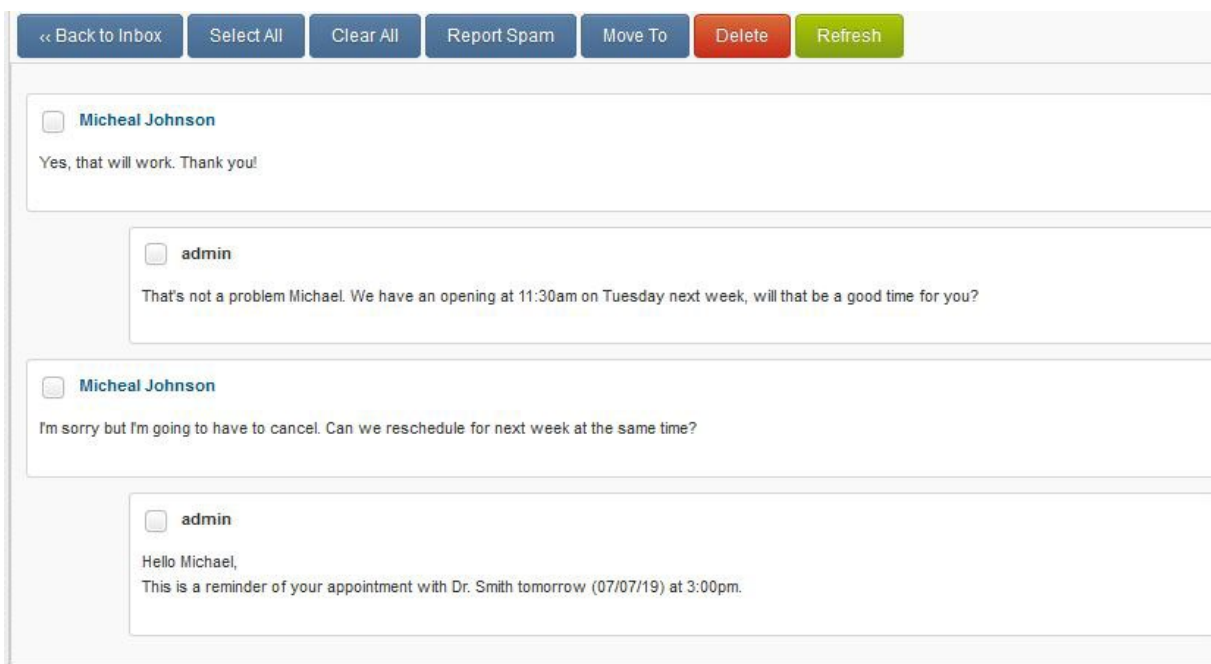 ‹‹ Back to Inbox Select All Clear All Report Spam Move To Delete Refresh
Micheal Johnson
Yes, that will work. Thank you!
admin
That's not a problem Michael. We have an opening at 11:30am on Tuesday next week, will that be a good time for you?
Micheal Johnson
I'm sorry but I'm going to have to cancel. Can we reschedule for next week at the same time?
admin
Hello Michael,
This is a reminder of your appointment with Dr. Smith tomorrow (07/07/19) at 3:00pm.